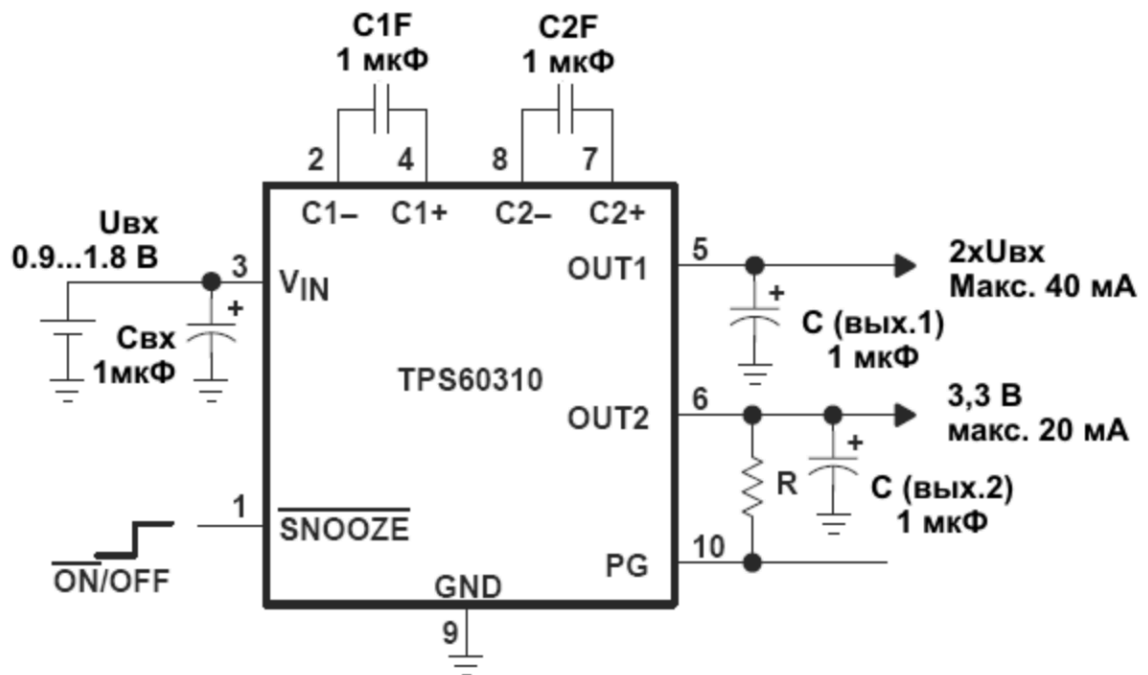 C1F
1 мкФ
C2F
1 мкФ
2
4
8
7
C1–
C1+
C2–
C2+
Uвх
0.9...1.8 В
3
VIN
Cвх
1мкФ
OUT1
5
2xUвх
Макс. 40 мА
C (вых.1)
1 мкФ
TPS60310
OUT2
6
3,3 В
макс. 20 мА
R
C (вых.2)
1 мкФ
1
SNOOZE
ON/OFF
PG
10
GND
9